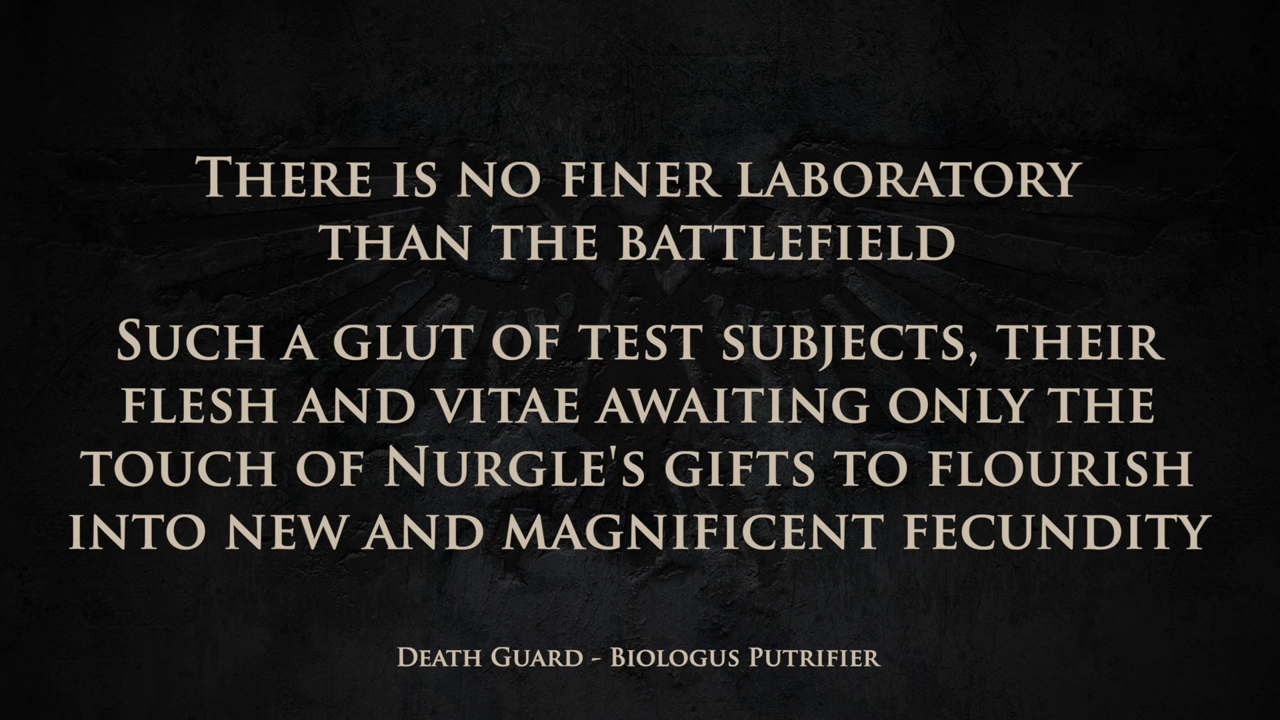 There is no finer laboratory
than the battlefield
Such a glut of test subjects, their
flesh and vitae awaiting only the
touch of Nurgle's gifts to flourish
into new and magnificent fecundity
Death Guard - Biologus Putrifier